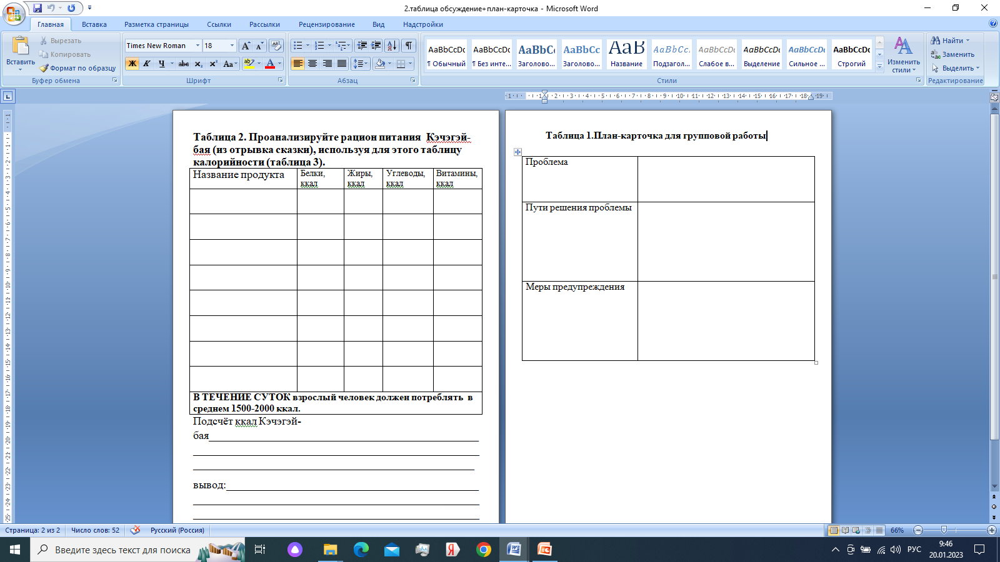 2.таблица обсуждение+план-карточка - Microsoft Word
Главная Вставка Разметка страницы Ссылки Рассылки Рецензирование Вид Надстройки
Вставить
Вырезать
Копировать
Формат по образцу
Буфер обмена
Times New Roman 18
Ж К Ч abc x₂ x² Aa
Шрифт
Абзац
AaBbCcDc AaBbCcDc AaBbC AaBbCc AaB AaBbCc. AaBbCcDc AaBbCcDc AaBbCcDc AaBbCcDc
¶ Обычный ¶ Без инте... Заголово... Заголово... Название Подзагол... Слабое в... Выделение Сильное ... Строгий
Стили
Изменить
стили
Найти
Заменить
Выделить
Редактирование
Таблица 2. Проанализируйте рацион питания Кэчэгэй-
бая (из отрывка сказки), используя для этого таблицу
калорийности (таблица 3).
Название продукта Белки, ккал Жиры, ккал Углеводы, ккал Витамины, ккал
В ТЕЧЕНИЕ СУТОК взрослый человек должен потреблять в
среднем 1500-2000 ккал.
Подсчёт ккал Кэчэгэй-
бая
вывод:
Таблица 1.План-карточка для групповой работы
Проблема
Пути решения проблемы
Меры предупреждения
Страница: 2 из 2 Число слов: 52 Русский (Россия) 66%
Введите здесь текст для поиска
РУС
9:46
20.01.2023